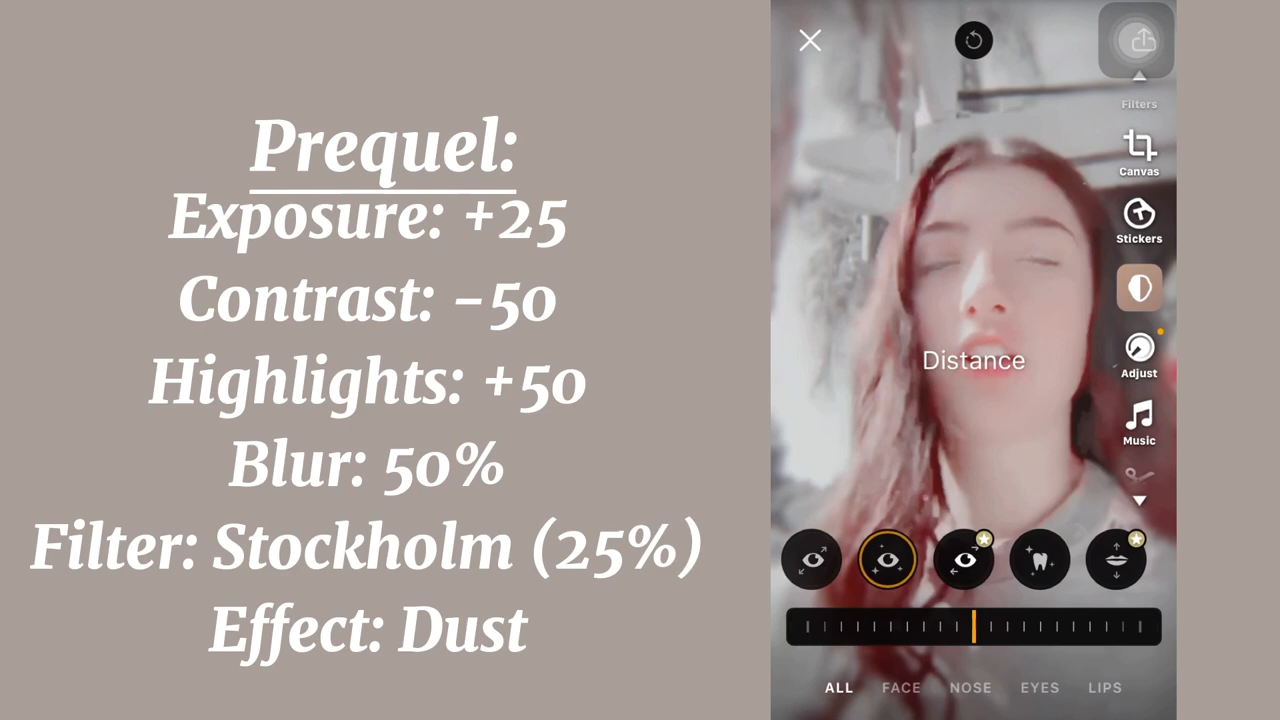 Prequel:
Exposure: +25
Contrast: -50
Highlights: +50
Blur: 50%
Filter: Stockholm (25%)
Effect: Dust
Filters
Canvas
Stickers
Distance
Adjust
Music
ALL FACE NOSE EYES LIPS